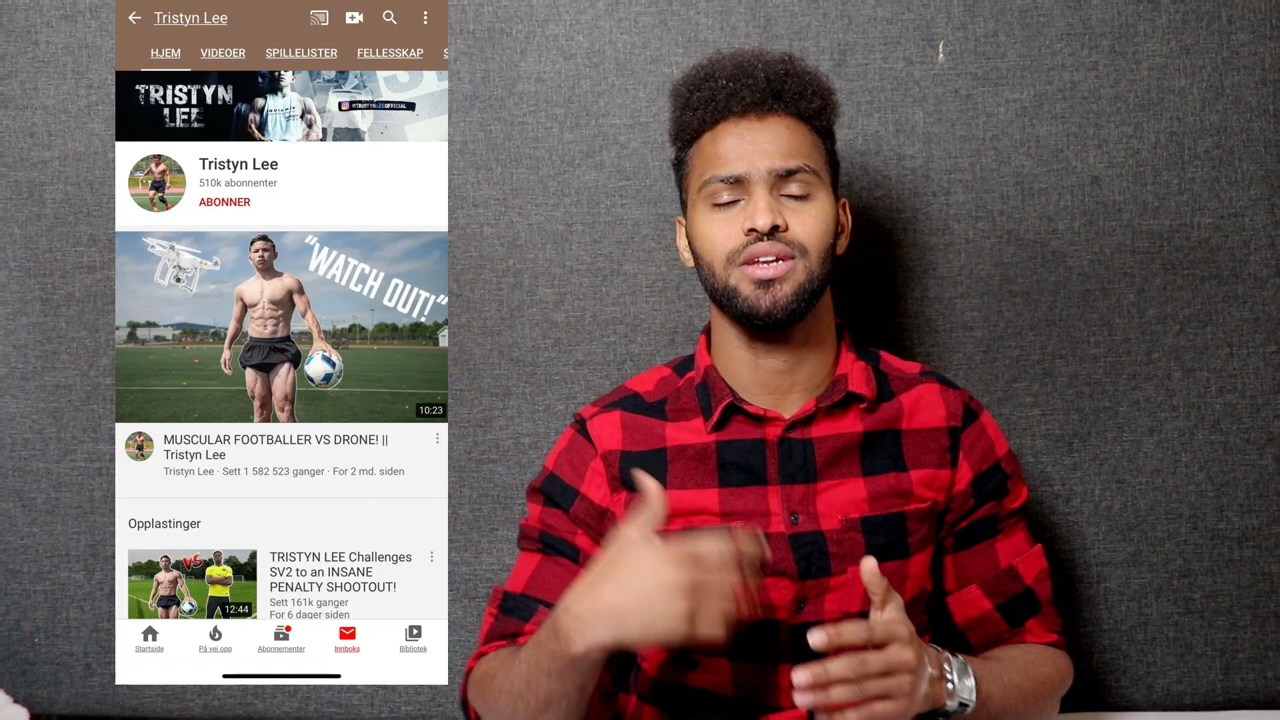 Tristyn Lee
HJEM
VIDEOER
SPILLELISTER
FELLESSKAP
S
TRISTYN
LEE
@TRISTYNLEEOFFICIAL
Tristyn Lee
510k abonnenter
ABONNER
"WATCH OUT!"
10:23
MUSCULAR FOOTBALLER VS DRONE! ||
Tristyn Lee
Tristyn Lee · Sett 1 582 523 ganger · For 2 md. siden
Opplastinger
VS
12:44
TRISTYN LEE Challenges
SV2 to an INSANE
PENALTY SHOOTOUT!
Sett 161k ganger
For 6 dager siden
Startside
På vei opp
Abonnementer
Innboks
Bibliotek